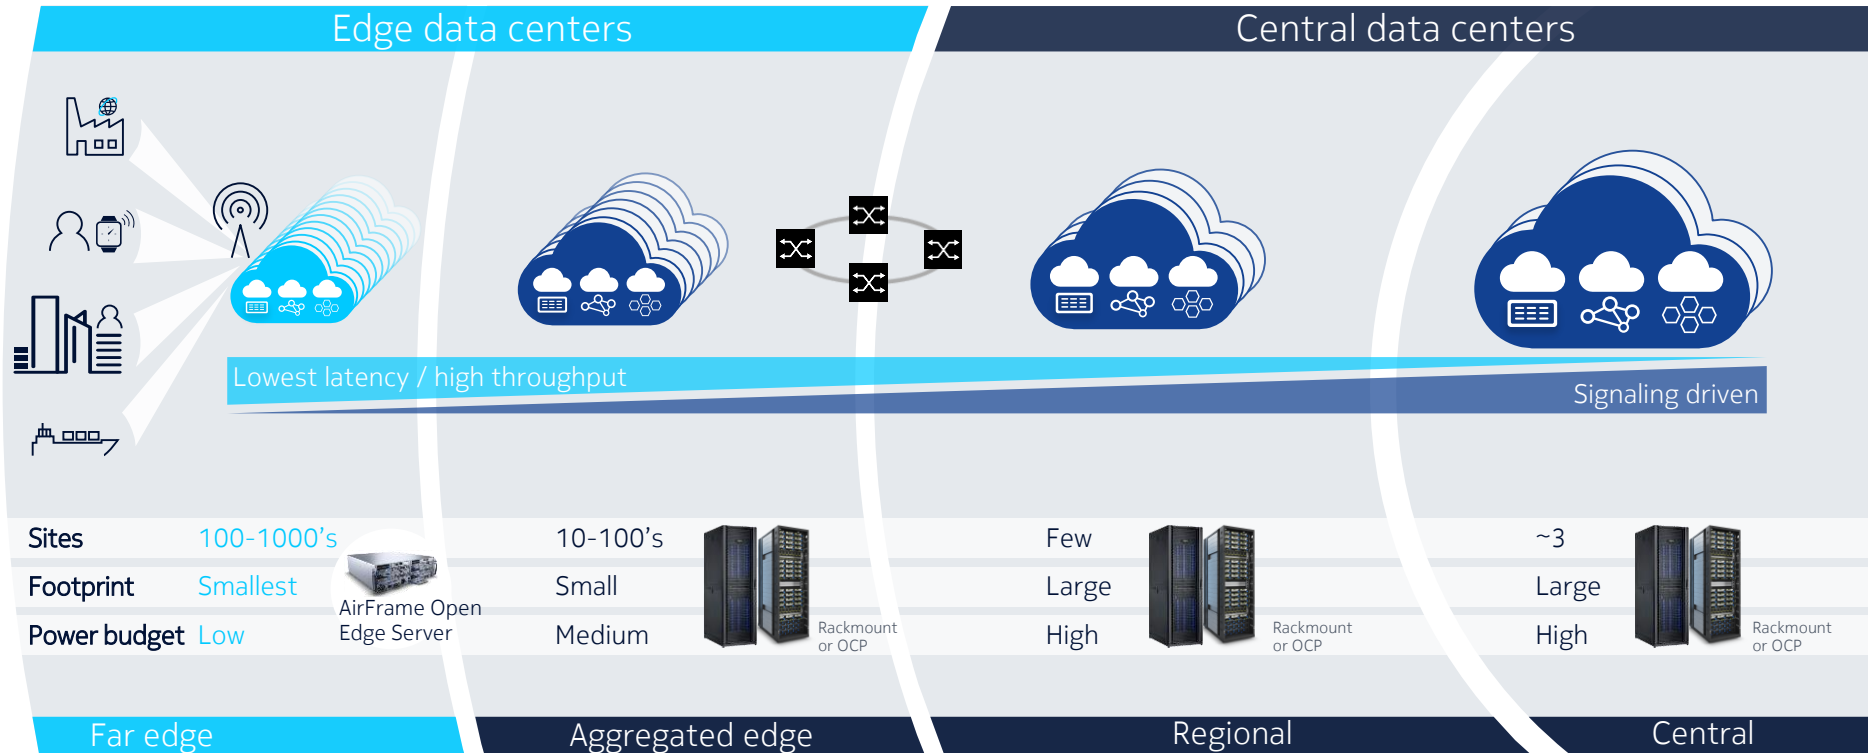 Edge data centers
Central data centers
Lowest latency / high throughput
Signaling driven
Sites
100-1000's
10-100's
Few
~3
Footprint
Smallest
Small
Large
Large
AirFrame Open
Edge Server
Power budget
Low
Medium
High
High
Rackmount
or OCP
Rackmount
or OCP
Rackmount
or OCP
Far edge
Aggregated edge
Regional
Central